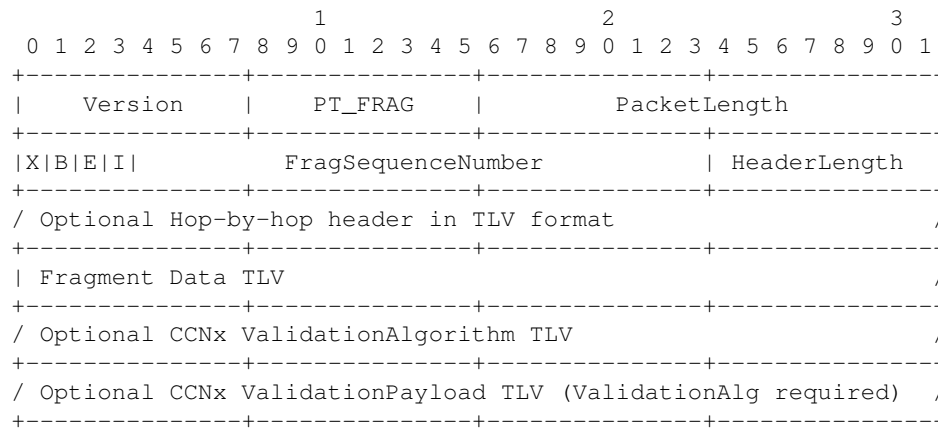 1                   2                   3
 0 1 2 3 4 5 6 7 8 9 0 1 2 3 4 5 6 7 8 9 0 1 2 3 4 5 6 7 8 9 0 1
+---------------+---------------+---------------+---------------
|    Version    |    PT_FRAG    |         PacketLength
+---------------+---------------+---------------+---------------
|X|B|E|I|          FragSequenceNumber           | HeaderLength
+---------------+---------------+---------------+---------------
/ Optional Hop-by-hop header in TLV format                      /
+---------------+---------------+---------------+---------------
| Fragment Data TLV                                             /
+---------------+---------------+---------------+---------------
/ Optional CCNx ValidationAlgorithm TLV                         /
+---------------+---------------+---------------+---------------
/ Optional CCNx ValidationPayload TLV (ValidationAlg required)  /
+---------------+---------------+---------------+---------------